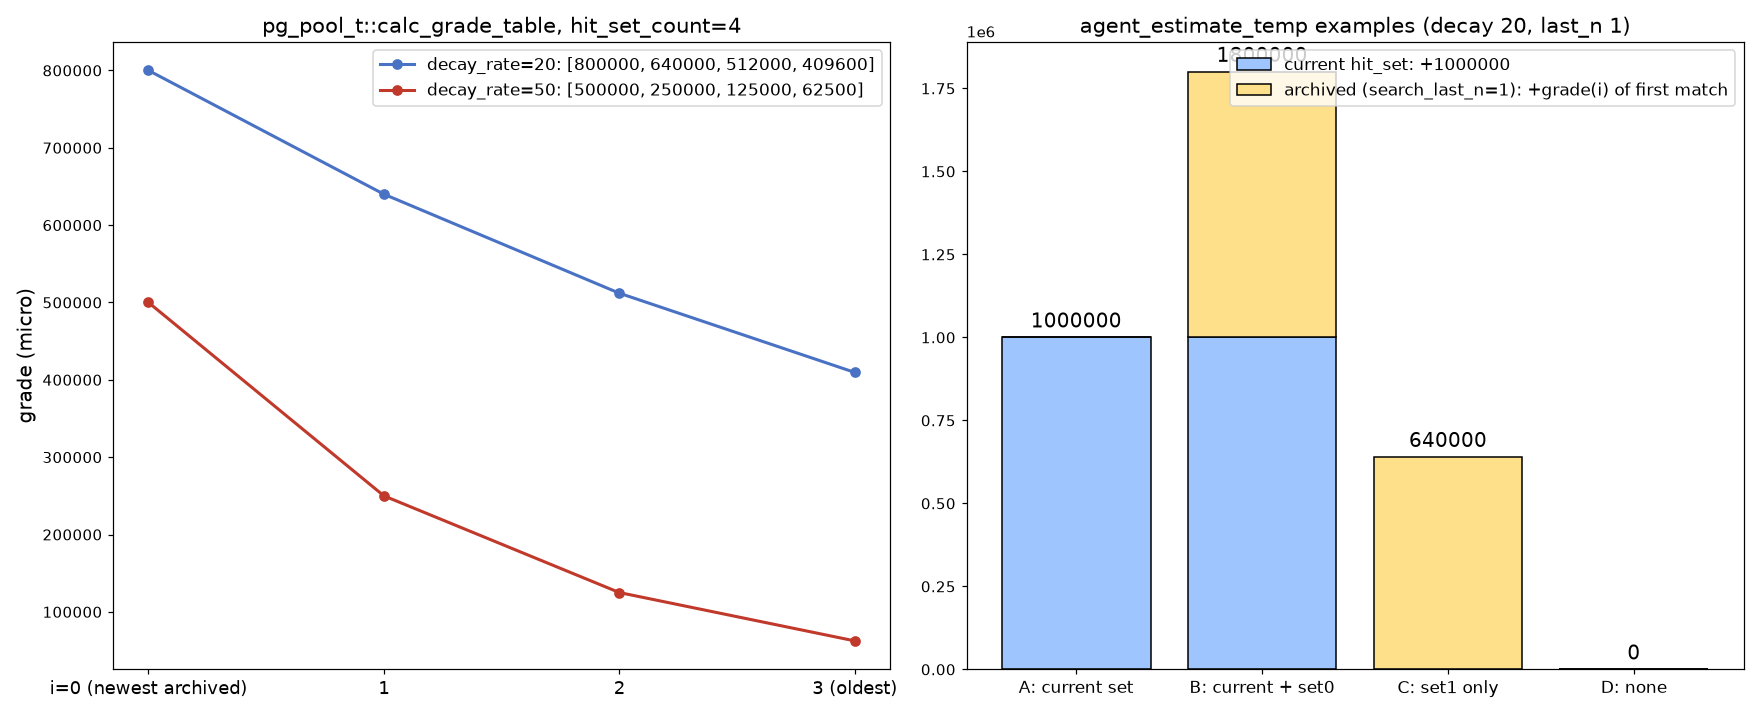 pg_pool_t::calc_grade_table, hit_set_count=4
decay_rate=20: [800000, 640000, 512000, 409600]
decay_rate=50: [500000, 250000, 125000, 62500]
grade (micro)
800000
700000
600000
500000
400000
300000
200000
100000
i=0 (newest archived)
1
2
3 (oldest)
agent_estimate_temp examples (decay 20, last_n 1)
1e6
current hit_set: +1000000
archived (search_last_n=1): +grade(i) of first match
1.75
1.50
1.25
1.00
0.75
0.50
0.25
0.00
1000000
1800000
640000
0
A: current set
B: current + set0
C: set1 only
D: none